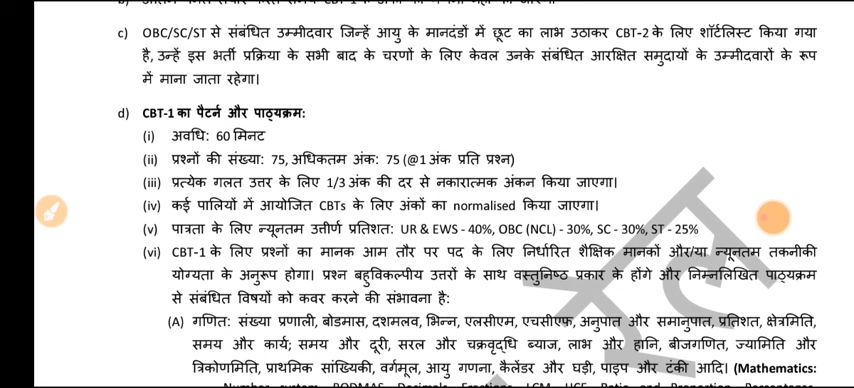 c) OBC/SC/ST से संबंधित उम्मीदवार जिन्हें आयु के मानदंडों में छूट का लाभ उठाकर CBT-2 के लिए शॉर्टलिस्ट किया गया
है, उन्हें इस भर्ती प्रक्रिया के सभी बाद के चरणों के लिए केवल उनके संबंधित आरक्षित समुदायों के उम्मीदवारों के रूप
में माना जाता रहेगा।
d) CBT-1 का पैटर्न और पाठ्यक्रम:
(i) अवधि: 60 मिनट
(ii) प्रश्नों की संख्या: 75, अधिकतम अंक: 75 (@1 अंक प्रति प्रश्न)
(iii) प्रत्येक गलत उत्तर के लिए 1/3 अंक की दर से नकारात्मक अंकन किया जाएगा।
(iv) कई पालियों में आयोजित CBTs के लिए अंकों का normalised किया जाएगा।
(v) पात्रता के लिए न्यूनतम उत्तीर्ण प्रतिशत: UR & EWS - 40%, OBC (NCL) - 30%, SC - 30%, ST - 25%
(vi) CBT-1 के लिए प्रश्नों का मानक आम तौर पर पद के लिए निर्धारित शैक्षिक मानकों और/या न्यूनतम तकनीकी
योग्यता के अनुरूप होगा। प्रश्न बहुविकल्पीय उत्तरों के साथ वस्तुनिष्ठ प्रकार के होंगे और निम्नलिखित पाठ्यक्रम
से संबंधित विषयों को कवर करने की संभावना है:
(A) गणित: संख्या प्रणाली, बोडमास, दशमलव, भिन्न, एलसीएम, एचसीएफ, अनुपात और समानुपात, प्रतिशत, क्षेत्रमिति,
समय और कार्य; समय और दूरी, सरल और चक्रवृद्धि ब्याज, लाभ और हानि, बीजगणित, ज्यामिति और
त्रिकोणमिति, प्राथमिक सांख्यिकी, वर्गमूल, आयु गणना, कैलेंडर और घड़ी, पाइप और टंकी आदि। (Mathematics: